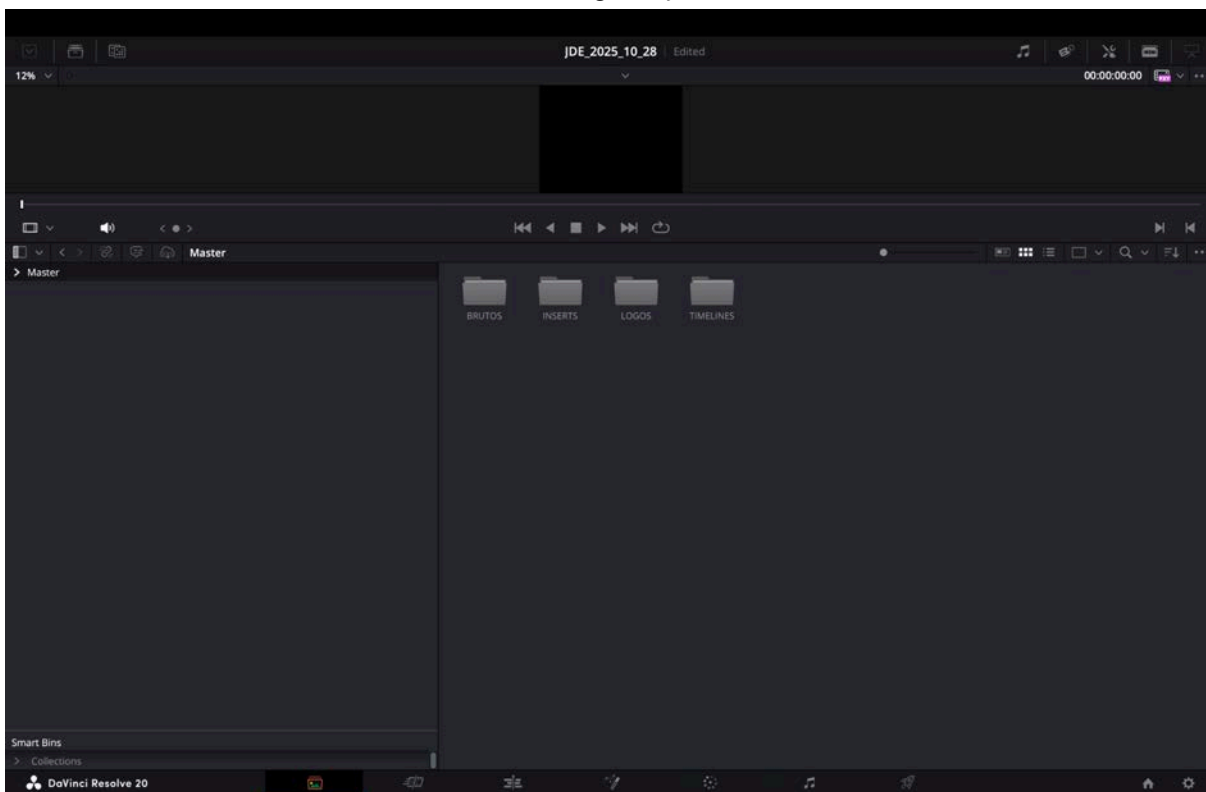 JDE_2025_10_28 Edited
12% 00:00:00:00
Master
Master
BRUTOS INSERTS LOGOS TIMELINES
Smart Bins
Collections
DaVinci Resolve 20